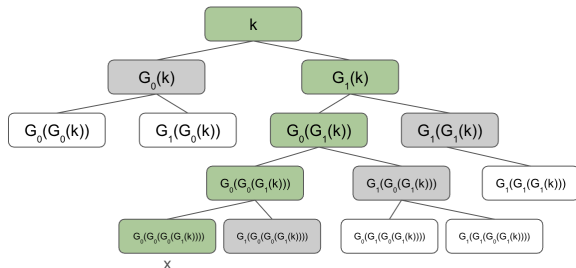 k
G₀(k)
G₁(k)
G₀(G₀(k))
G₁(G₀(k))
G₀(G₁(k))
G₁(G₁(k))
G₀(G₀(G₁(k)))
G₁(G₀(G₁(k)))
G₁(G₁(G₁(k)))
G₀(G₀(G₀(G₁(k))))
G₁(G₀(G₀(G₁(k))))
G₀(G₁(G₀(G₁(k))))
G₁(G₁(G₀(G₁(k))))
x